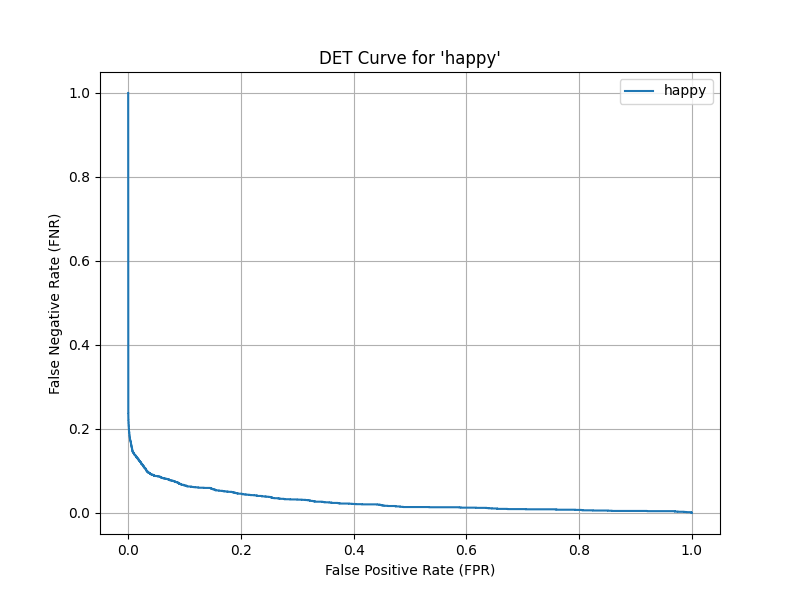 DET Curve for 'happy'
happy
1.0
0.8
0.6
0.4
0.2
0.0
False Negative Rate (FNR)
0.0 0.2 0.4 0.6 0.8 1.0
False Positive Rate (FPR)